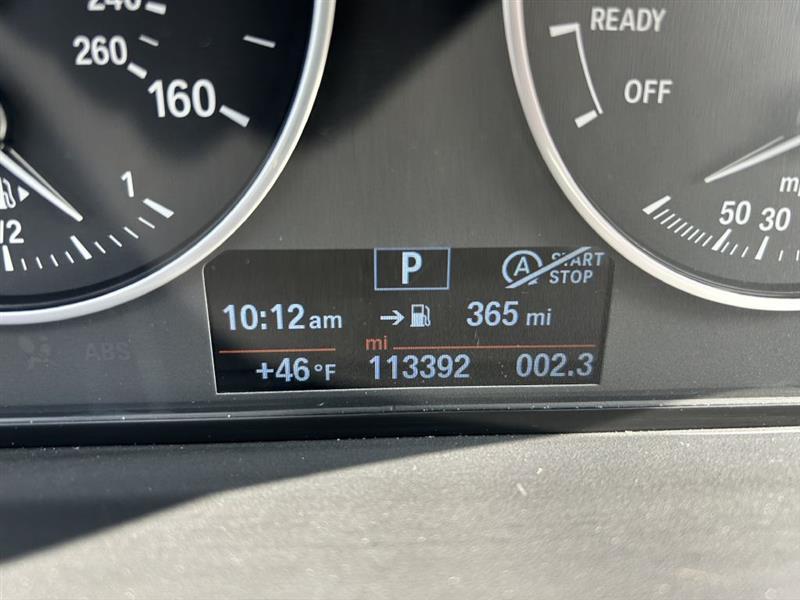 260
160
1
/2
READY
OFF
50 30
P
A START
STOP
10:12 am 365 mi
mi
+46 °F 113392 002.3
ABS